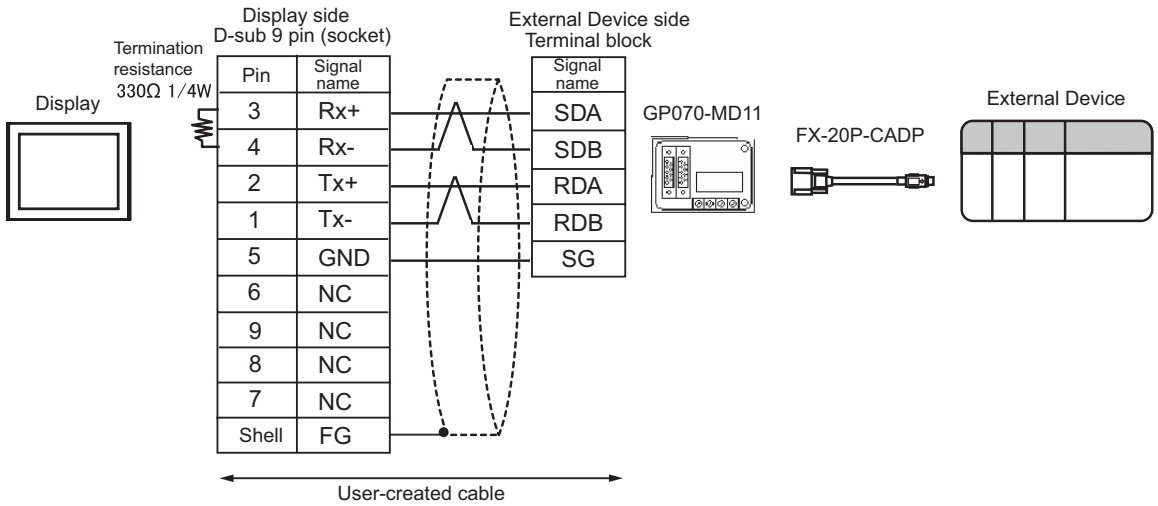 Display side
D-sub 9 pin (socket)
External Device side
Terminal block
Termination
resistance
330Ω 1/4W
Display
Pin
Signal
name
3 Rx+
4 Rx-
2 Tx+
1 Tx-
5 GND
6 NC
9 NC
8 NC
7 NC
Shell FG
Signal
name
SDA
SDB
RDA
RDB
SG
GP070-MD11
FX-20P-CADP
External Device
User-created cable